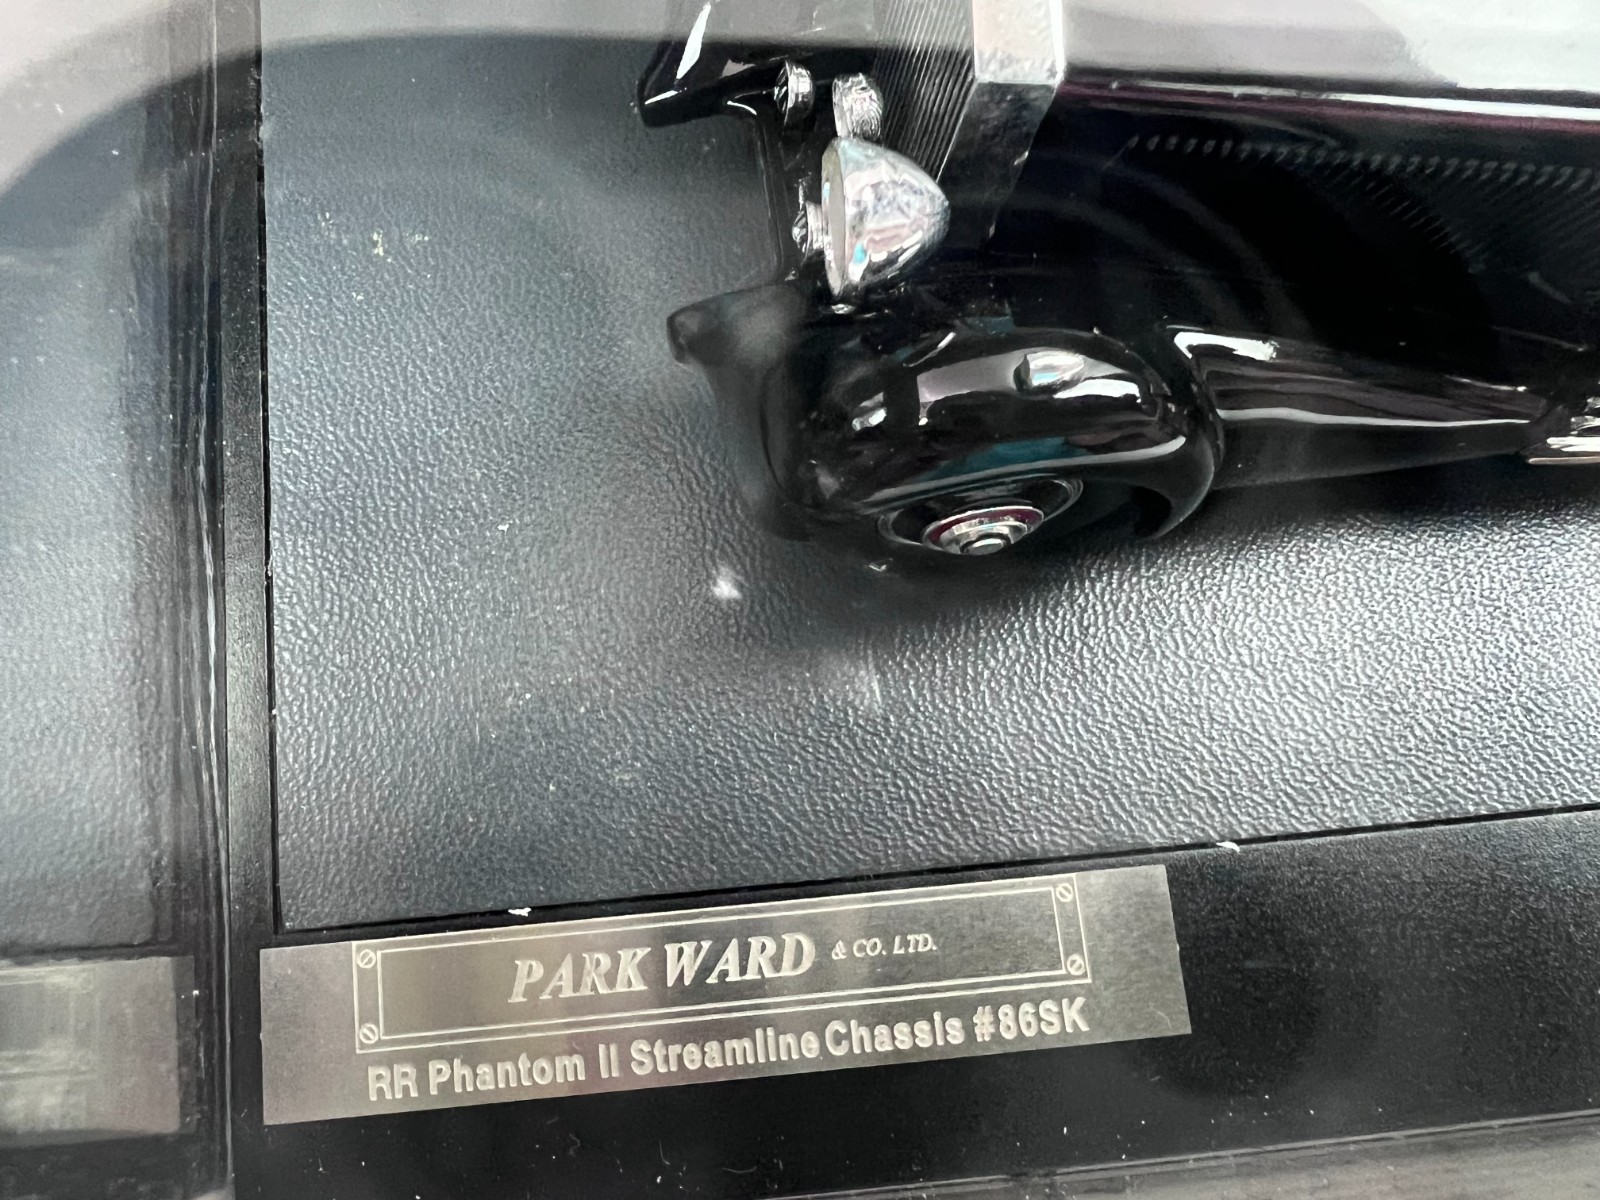 PARK WARD & CO. LTD.
RR Phantom II Streamline Chassis #86SK